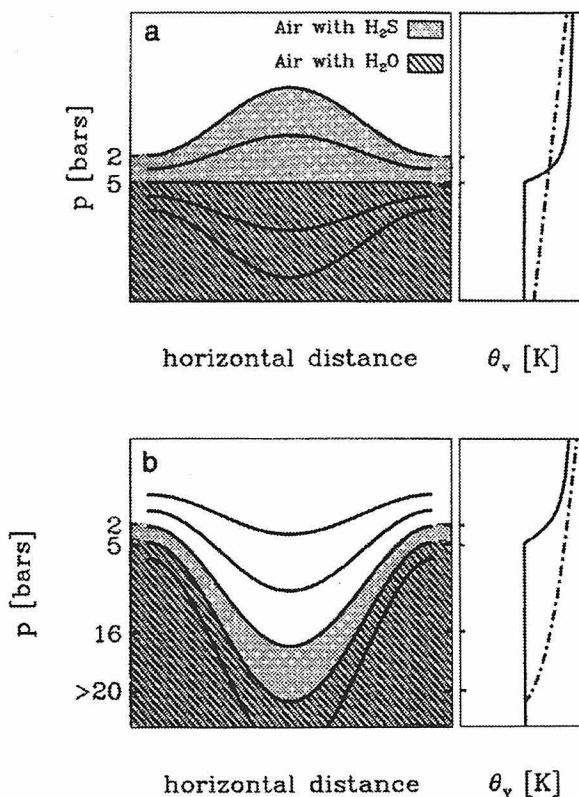 a
Air with H₂S
Air with H₂O
2
5
p [bars]
horizontal distance
θᵥ [K]
b
2
5
16
>20
p [bars]
horizontal distance
θᵥ [K]